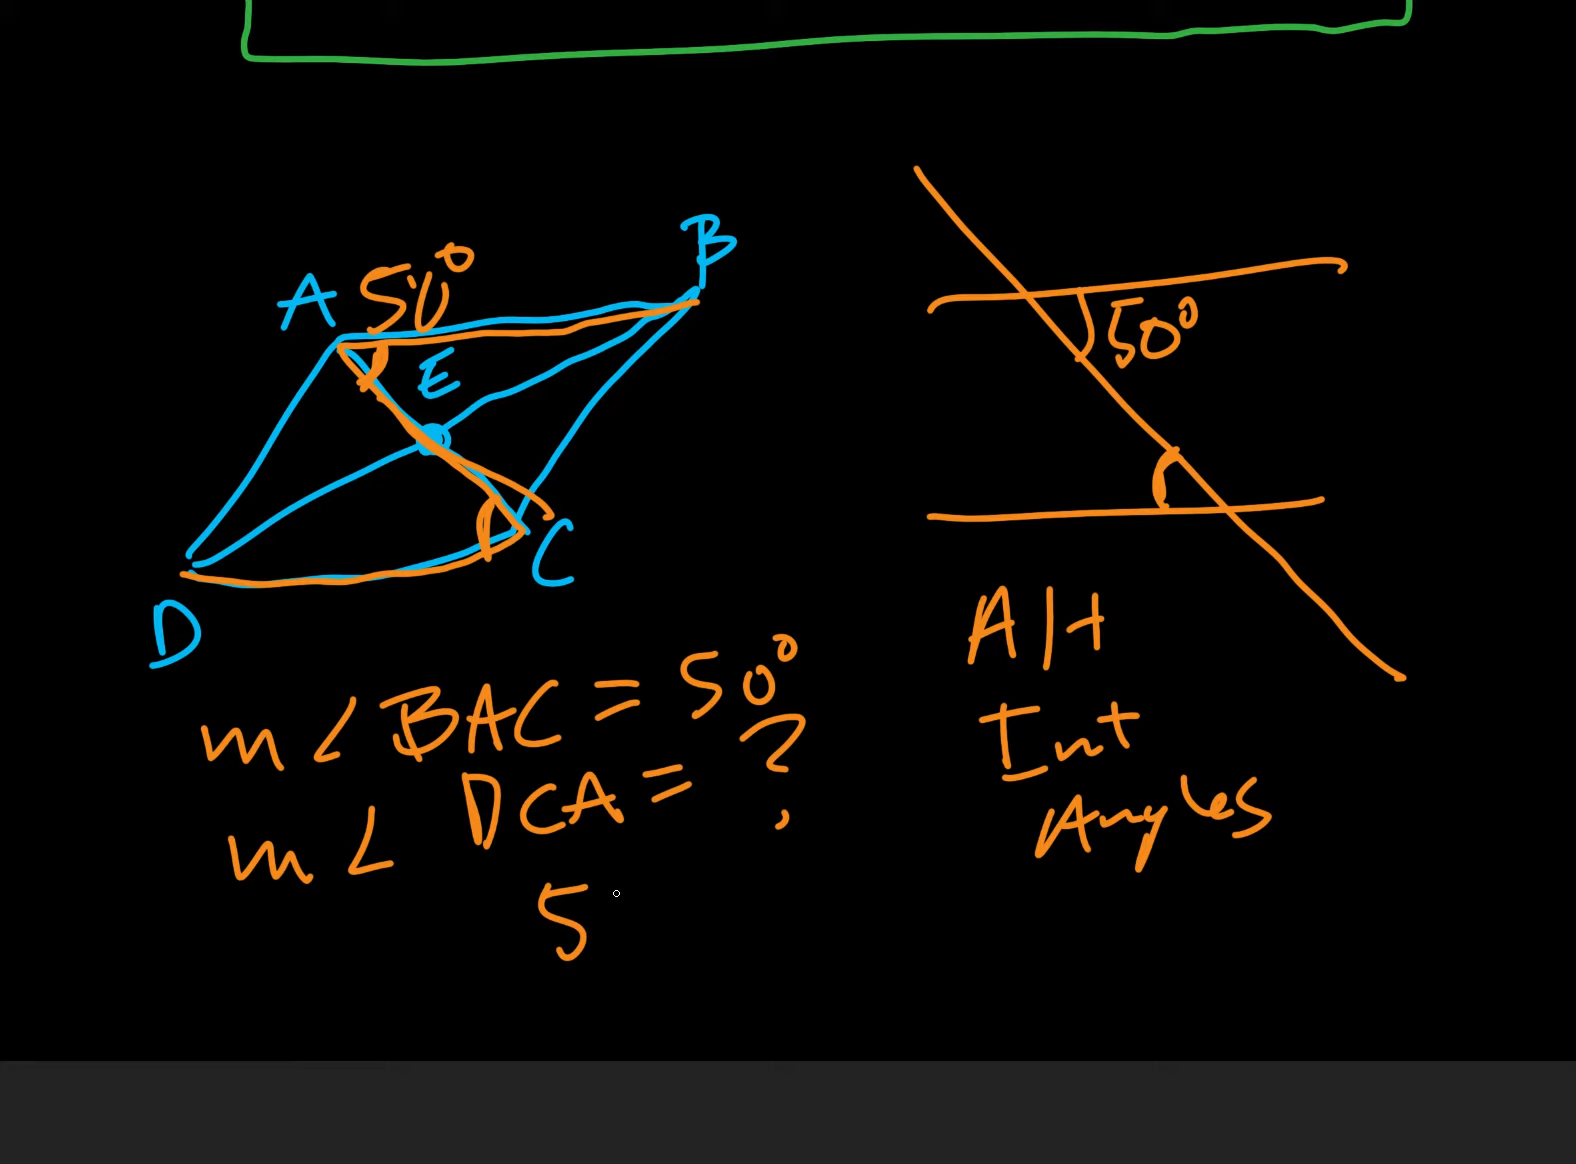 B
A 50°
E
C
D
m∠BAC = 50°
m∠DCA = ?
5
50°
Alt
Int
Angles